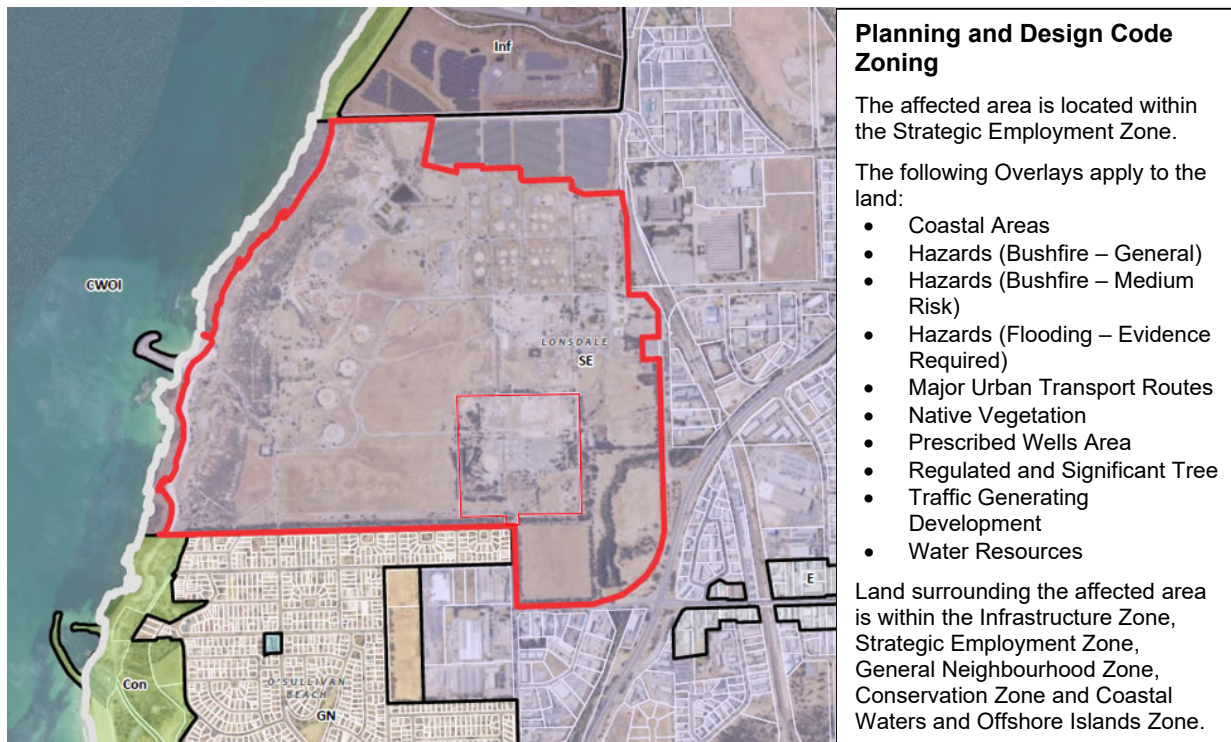 Inf
CWOI
LONSDALE
SE
E
Con
O'SULLIVAN
BEACH
GN
Planning and Design Code
Zoning
The affected area is located within
the Strategic Employment Zone.
The following Overlays apply to the
land:
• Coastal Areas
• Hazards (Bushfire – General)
• Hazards (Bushfire – Medium
Risk)
• Hazards (Flooding – Evidence
Required)
• Major Urban Transport Routes
• Native Vegetation
• Prescribed Wells Area
• Regulated and Significant Tree
• Traffic Generating
Development
• Water Resources
Land surrounding the affected area
is within the Infrastructure Zone,
Strategic Employment Zone,
General Neighbourhood Zone,
Conservation Zone and Coastal
Waters and Offshore Islands Zone.